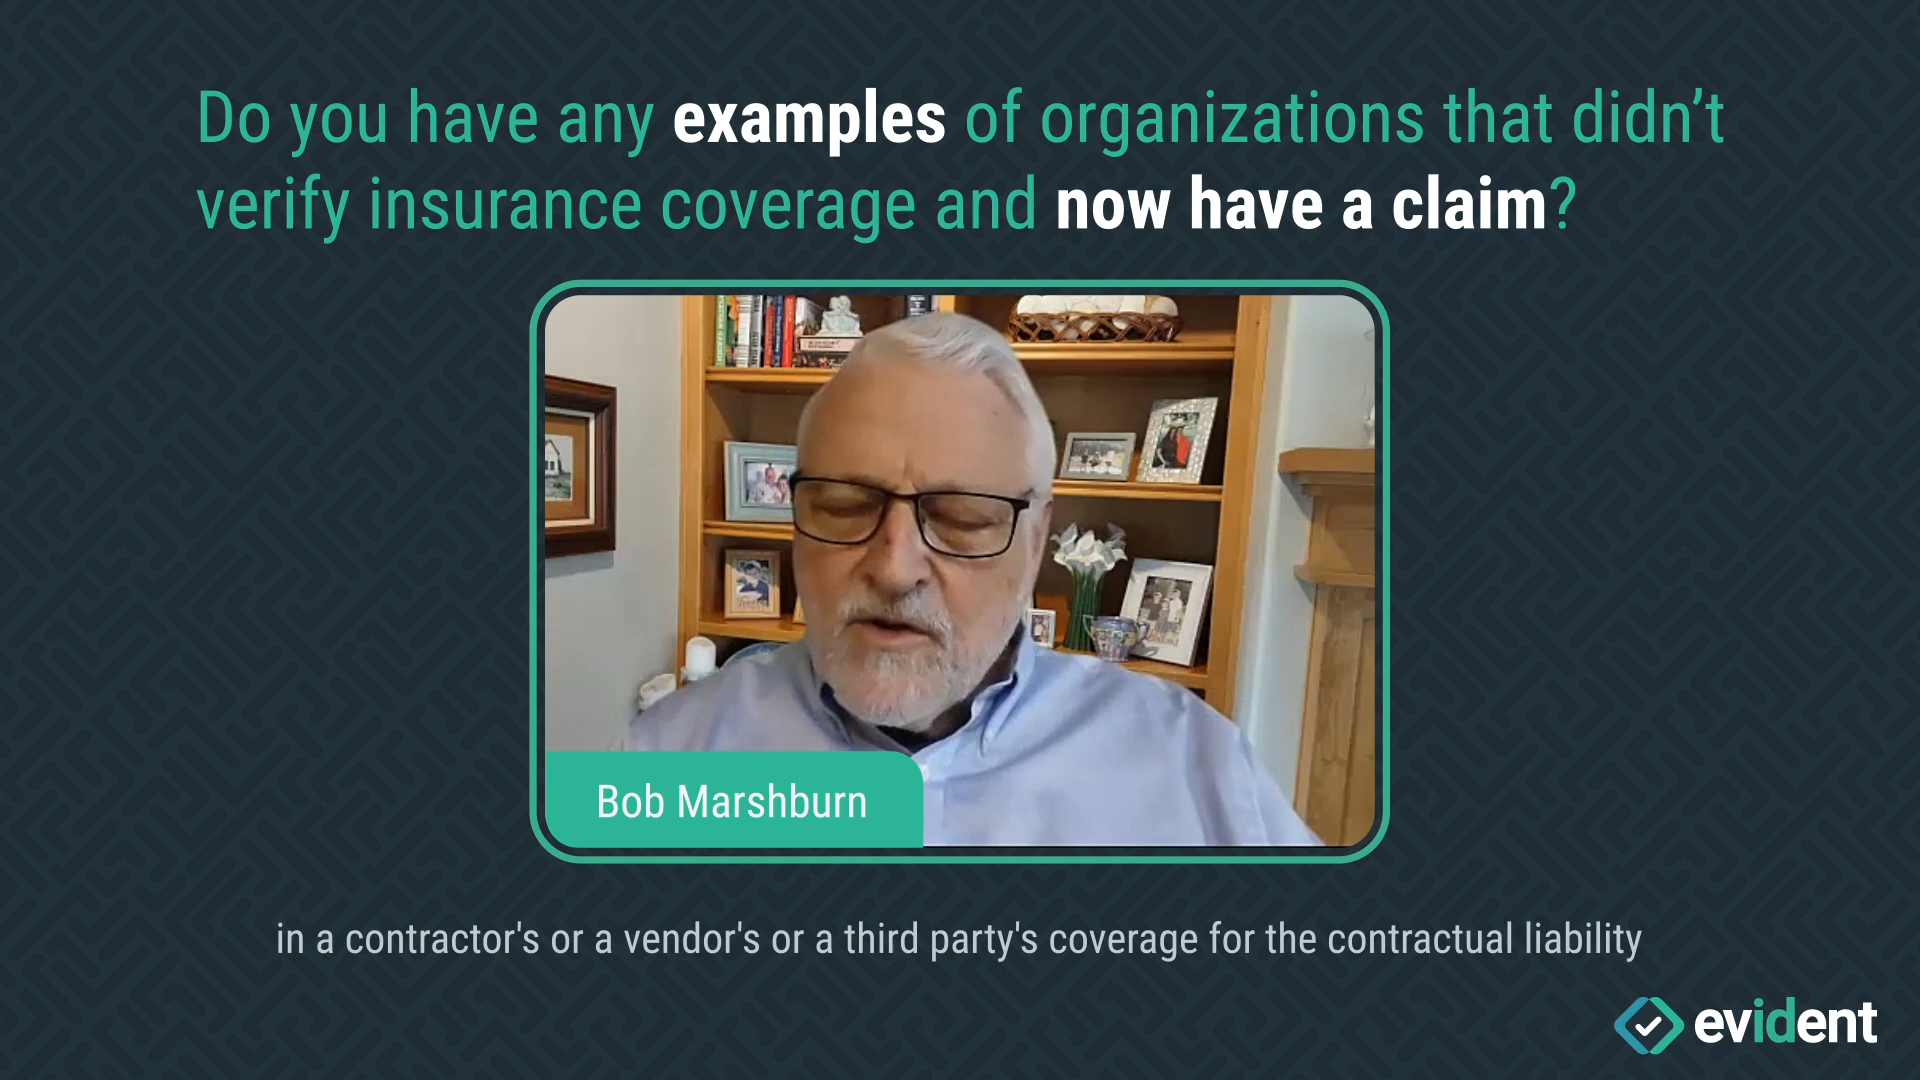 Do you have any examples of organizations that didn’t
verify insurance coverage and now have a claim?
Bob Marshburn
in a contractor's or a vendor's or a third party's coverage for the contractual liability
evident